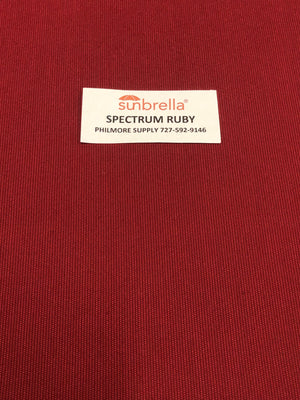 sunbrella®
SPECTRUM RUBY
PHILMORE SUPPLY 727-592-9146